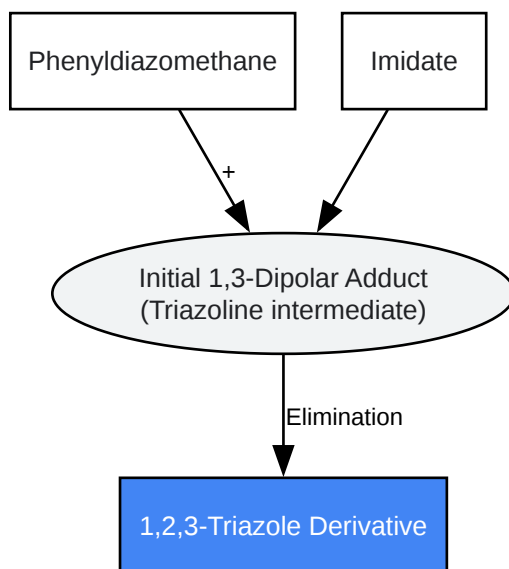 Phenyldiazomethane
Imidate
+
Initial 1,3-Dipolar Adduct
(Triazoline intermediate)
Elimination
1,2,3-Triazole Derivative